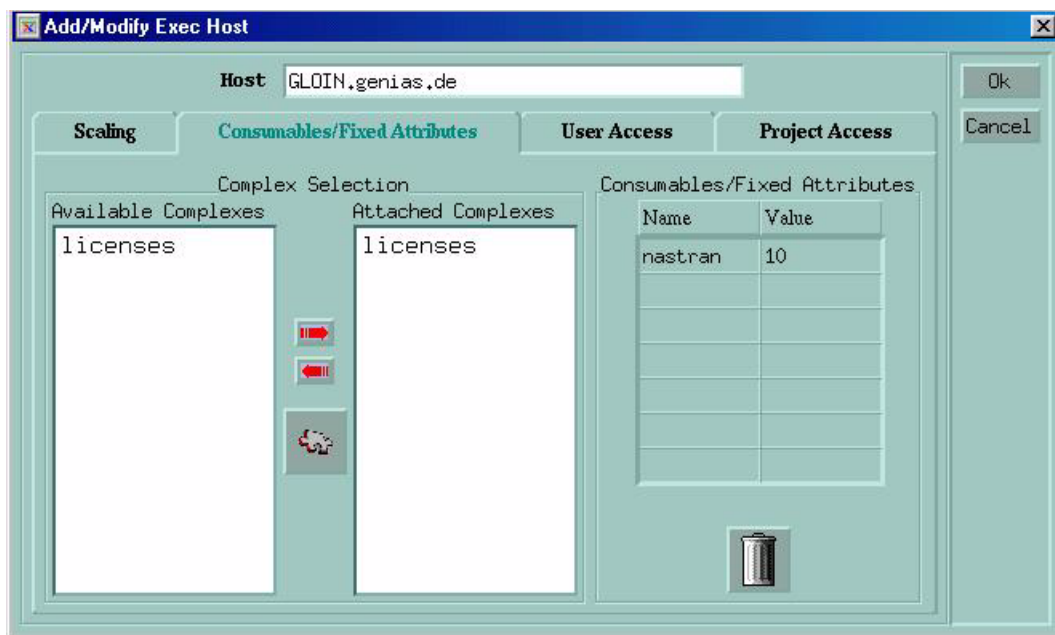 Add/Modify Exec Host
Host GLOIN.genias.de
Ok
Cancel
Scaling Consumables/Fixed Attributes User Access Project Access
Complex Selection
Available Complexes Attached Complexes
licenses licenses
Consumables/Fixed Attributes
Name Value
nastran 10